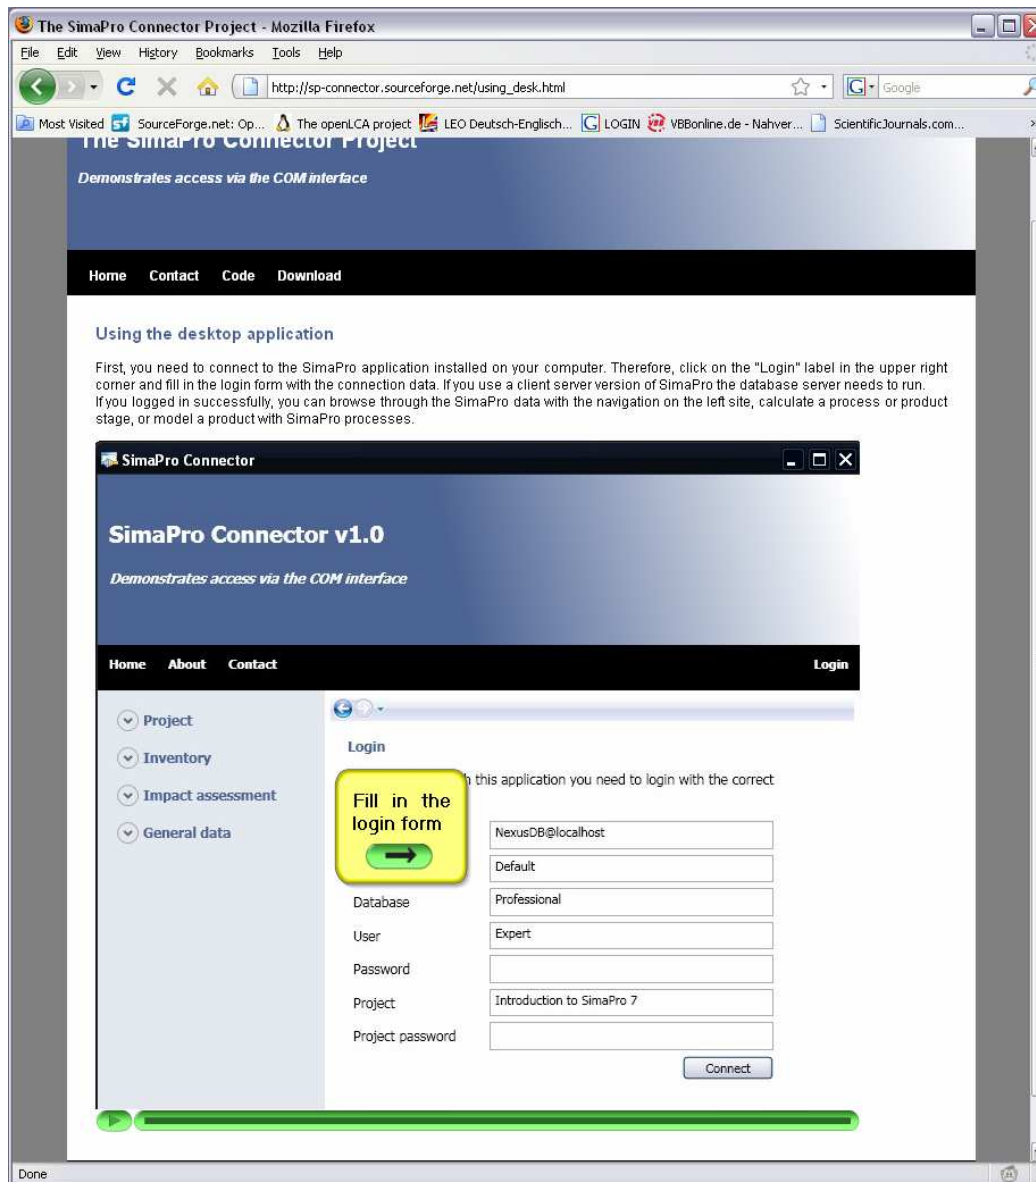 The SimaPro Connector Project - Mozilla Firefox
File Edit View History Bookmarks Tools Help
http://sp-connector.sourceforge.net/using_desk.html
Google
Most Visited SourceForge.net: Op... The openLCA project LEO Deutsch-Englisch... LOGIN VBBonline.de - Nahver... ScientificJournals.com...
The SimaPro Connector Project
Demonstrates access via the COM interface
Home Contact Code Download
Using the desktop application
First, you need to connect to the SimaPro application installed on your computer. Therefore, click on the "Login" label in the upper right
corner and fill in the login form with the connection data. If you use a client server version of SimaPro the database server needs to run.
If you logged in successfully, you can browse through the SimaPro data with the navigation on the left site, calculate a process or product
stage, or model a product with SimaPro processes.
SimaPro Connector
SimaPro Connector v1.0
Demonstrates access via the COM interface
Home About Contact Login
Project
Inventory
Impact assessment
General data
Login
this application you need to login with the correct
Fill in the
login form
NexusDB@localhost
Default
Database Professional
User Expert
Password
Project Introduction to SimaPro 7
Project password
Connect
Done